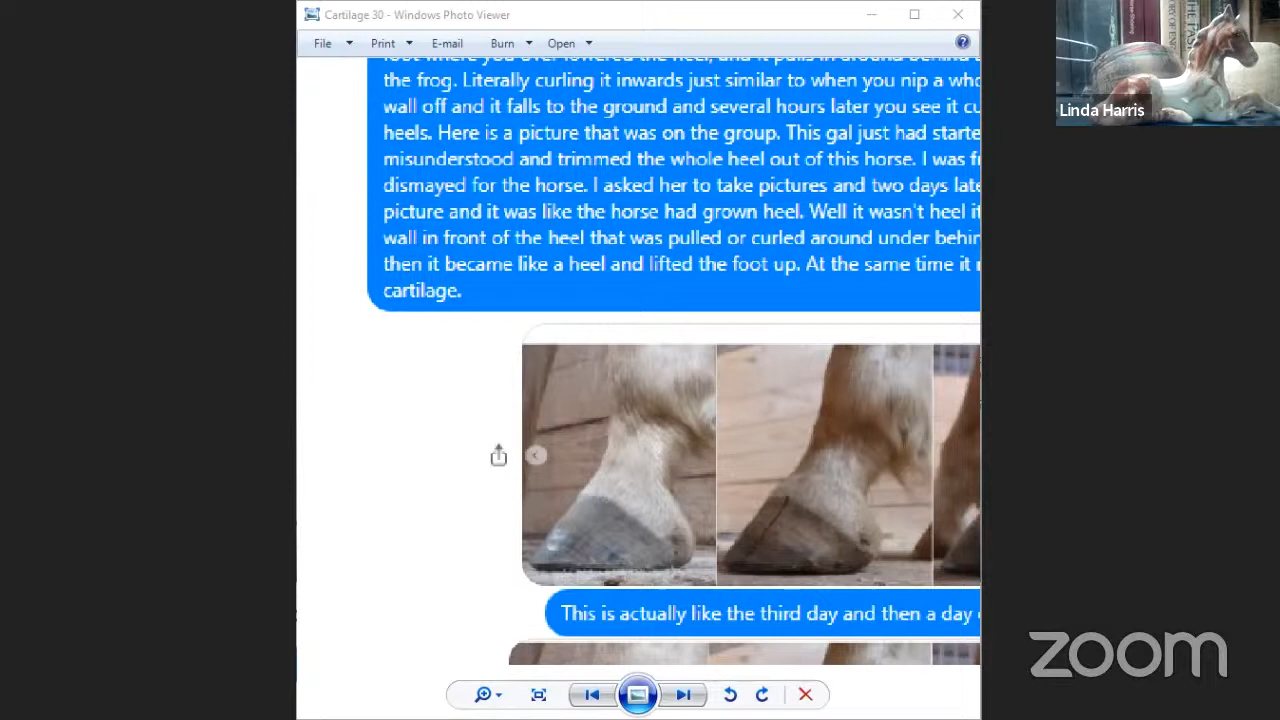 Cartilage 30 - Windows Photo Viewer
File Print E-mail Burn Open
the frog. Literally curling it inwards just similar to when you nip a
wall off and it falls to the ground and several hours later you see it
heels. Here is a picture that was on the group. This gal just had
misunderstood and trimmed the whole heel out of this horse. I was
dismayed for the horse. I asked her to take pictures and two days
picture and it was like the horse had grown heel. Well it wasn't heel
wall in front of the heel that was pulled or curled around under
then it became like a heel and lifted the foot up. At the same time it
cartilage.
This is actually like the third day and then a day
Linda Harris
zoom